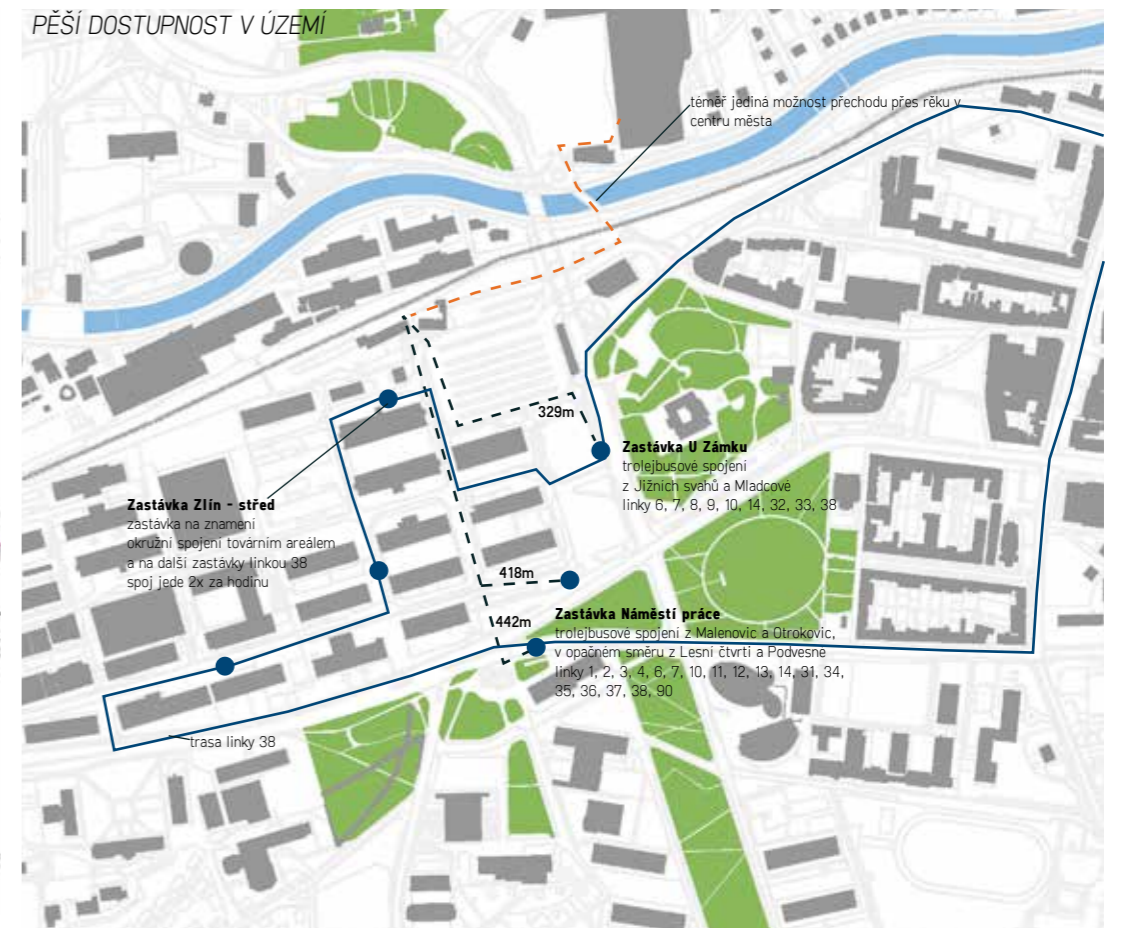 PĚŠÍ DOSTUPNOST V ÚZEMÍ
téměř jediná možnost přechodu přes řeku v
centru města
329m
Zastávka U Zámku
trolejbusové spojení
z Jižních svahů a Mladcové
linky 6, 7, 8, 9, 10, 14, 32, 33, 38
Zastávka Zlín - střed
zastávka na znamení
okružní spojení továrním areálem
a na další zastávky linkou 38
spoj jede 2x za hodinu
418m
442m
Zastávka Náměstí práce
trolejbusové spojení z Malenovic a Otrokovic,
v opačném směru z Lesní čtvrti a Podvesne
linky 1, 2, 3, 4, 6, 7, 10, 11, 12, 13, 14, 31, 34,
35, 36, 37, 38, 90
trasa linky 38